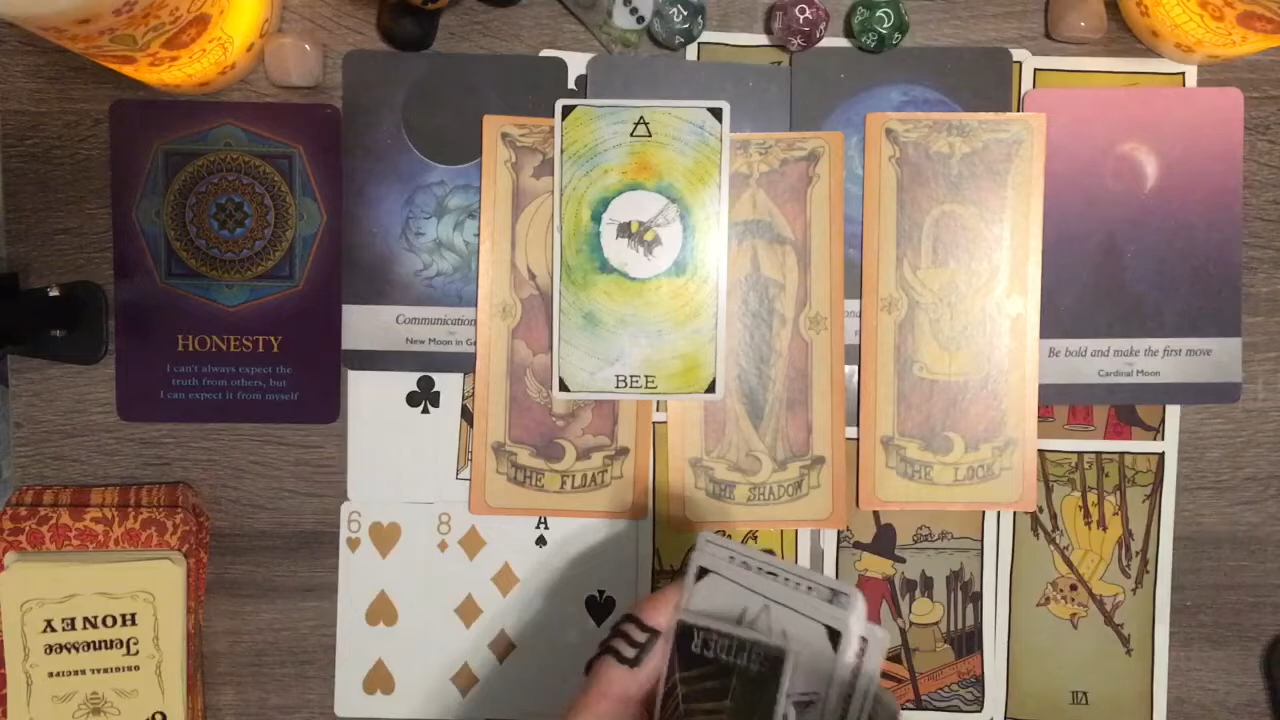 HONESTY
I can't always expect the
truth from others, but
I can expect it from myself
Communication
New Moon in
BEE
THE FLOAT
THE SHADOW
THE LOCK
Be bold and make the first move
Cardinal Moon
6
8
A
SPIDER
VII
12
HONEY
Tennessee
ORIGINAL RECIPE